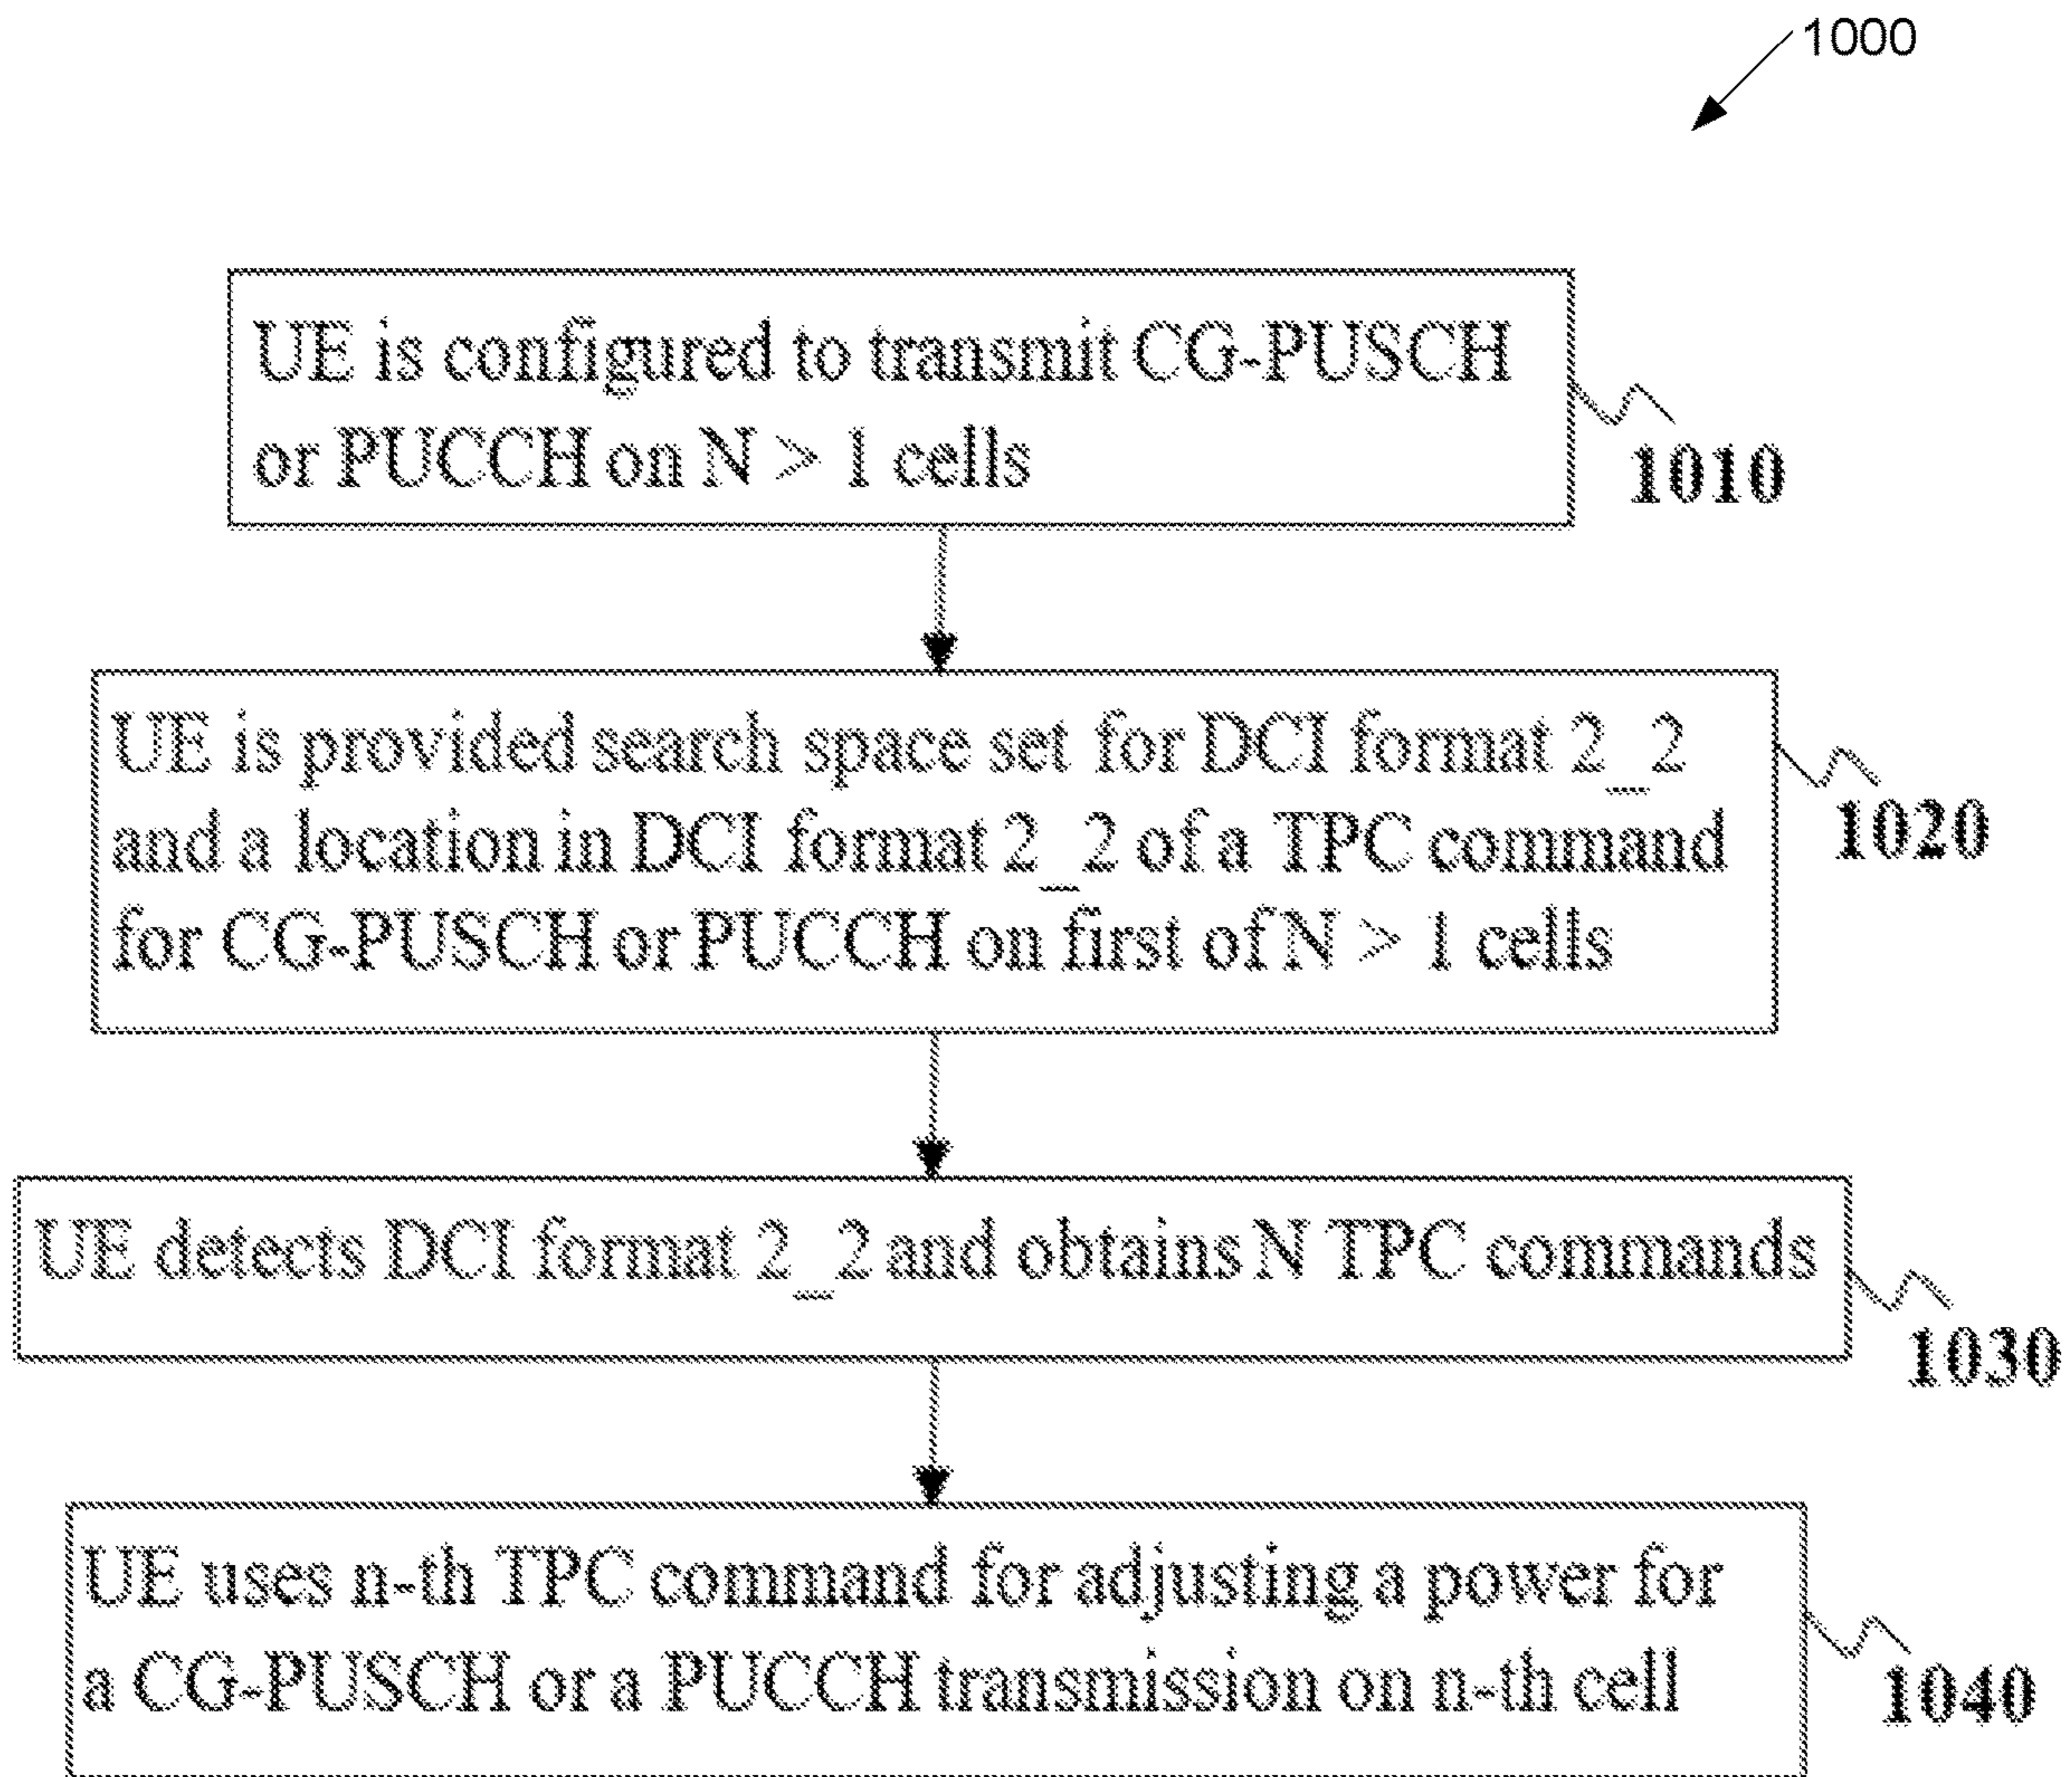 1000
UE is configured to transmit CG-PUSCH
or PUCCH on N > 1 cells
1010
UE is provided search space set for DCI format 2_2
and a location in DCI format 2_2 of a TPC command
for CG-PUSCH or PUCCH on first of N > 1 cells
1020
UE detects DCI format 2_2 and obtains N TPC commands
1030
UE uses n-th TPC command for adjusting a power for
a CG-PUSCH or a PUCCH transmission on n-th cell
1040